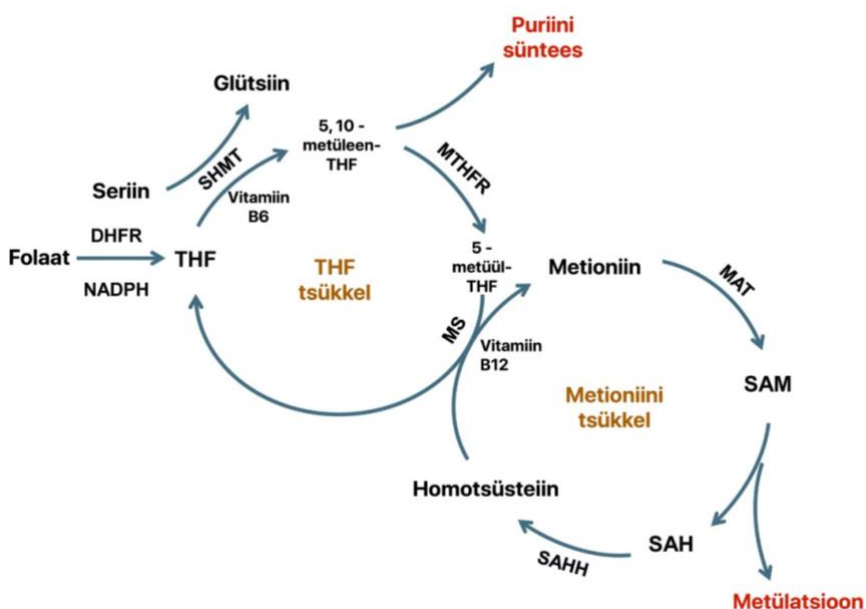 Puriini
süntees
Glütsiin
5, 10 -
metüleen-
THF
SHMT
MTHFR
Seriin
Vitamiin
B6
DHFR
Folaat
THF
NADPH
THF
tsükkel
5 -
metüül-
THF
Metioniin
MAT
MS
Vitamiin
B12
SAM
Metioniini
tsükkel
Homotsüsteiin
SAH
SAHH
Metülatsioon